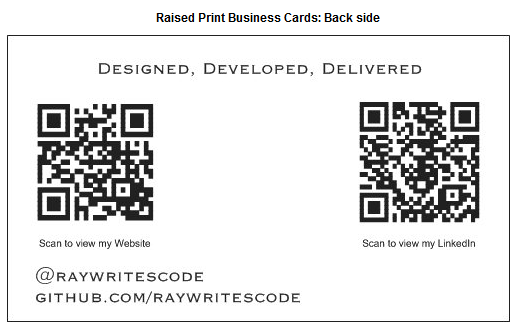 Raised Print Business Cards: Back side
Designed, Developed, Delivered
Scan to view my Website
Scan to view my LinkedIn
@raywritescode
github.com/raywritescode